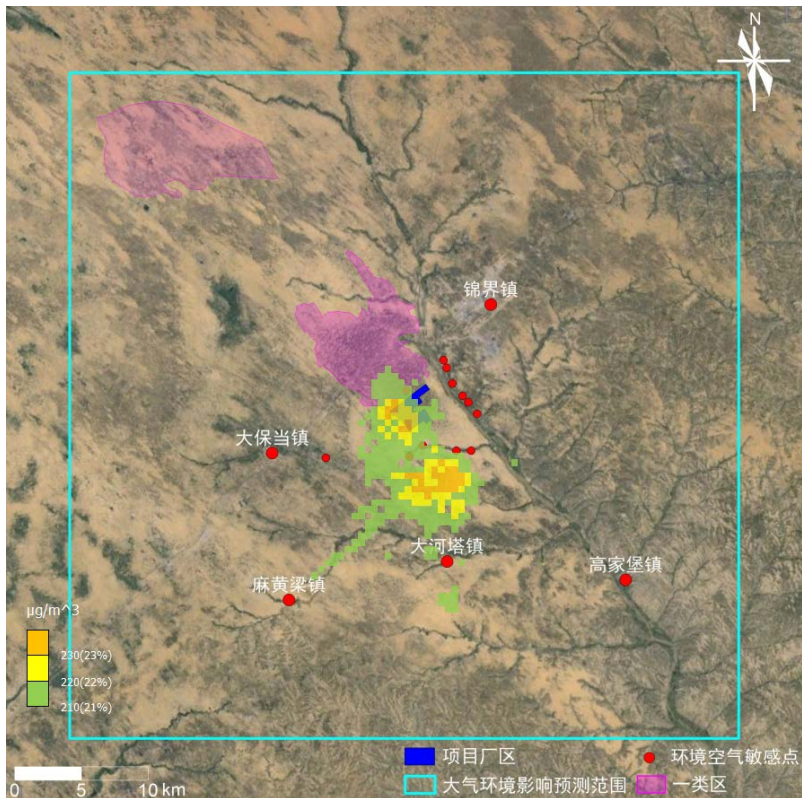 N
锦界镇
大保当镇
大河塔镇
高家堡镇
麻黄梁镇
μg/m^3
230(23%)
220(22%)
210(21%)
项目厂区
环境空气敏感点
大气环境影响预测范围
一类区
0 5 10 km